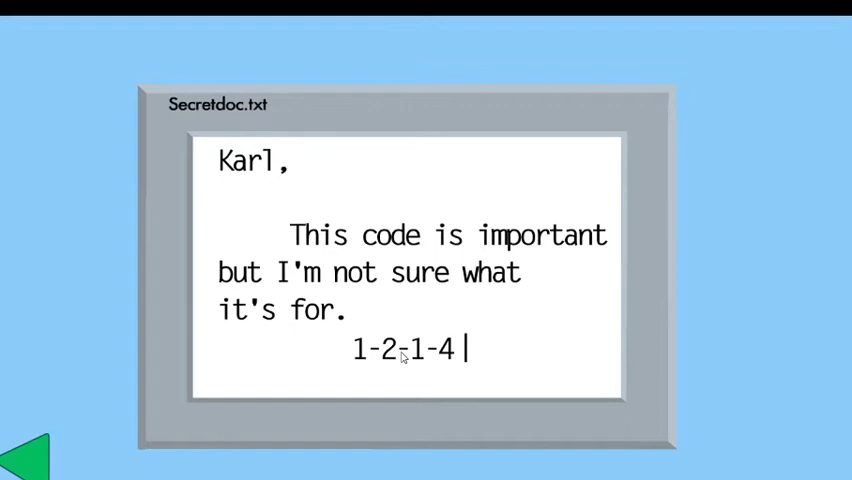 Secretdoc.txt
Karl,
This code is important
but I'm not sure what
it's for.
1-2-1-4